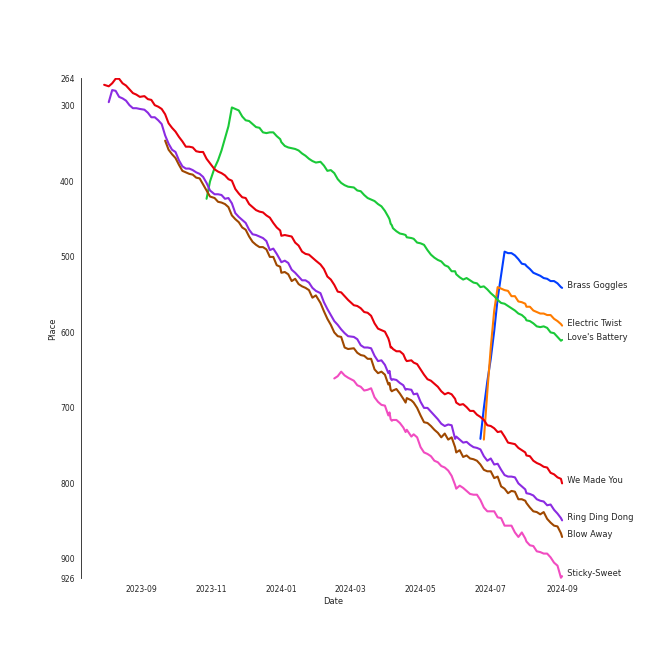 264
300
400
500
600
700
800
900
926
Place
2023-09
2023-11
2024-01
2024-03
2024-05
2024-07
2024-09
Date
Brass Goggles
Electric Twist
Love's Battery
We Made You
Ring Ding Dong
Blow Away
Sticky-Sweet